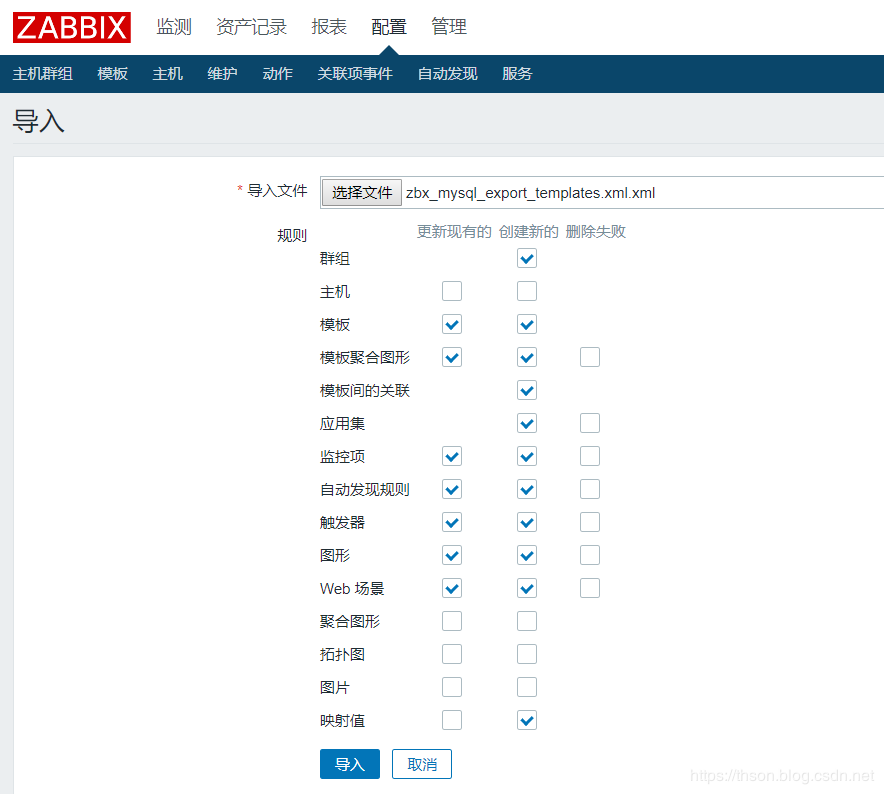 ZABBIX 监测 资产记录 报表 配置 管理
主机群组 模板 主机 维护 动作 关联项事件 自动发现 服务
导入
* 导入文件 选择文件 zbx_mysql_export_templates.xml.xml
规则 更新现有的 创建新的 删除失败
群组
主机
模板
模板聚合图形
模板间的关联
应用集
监控项
自动发现规则
触发器
图形
Web 场景
聚合图形
拓扑图
图片
映射值
导入 取消
https://thson.blog.csdn.net